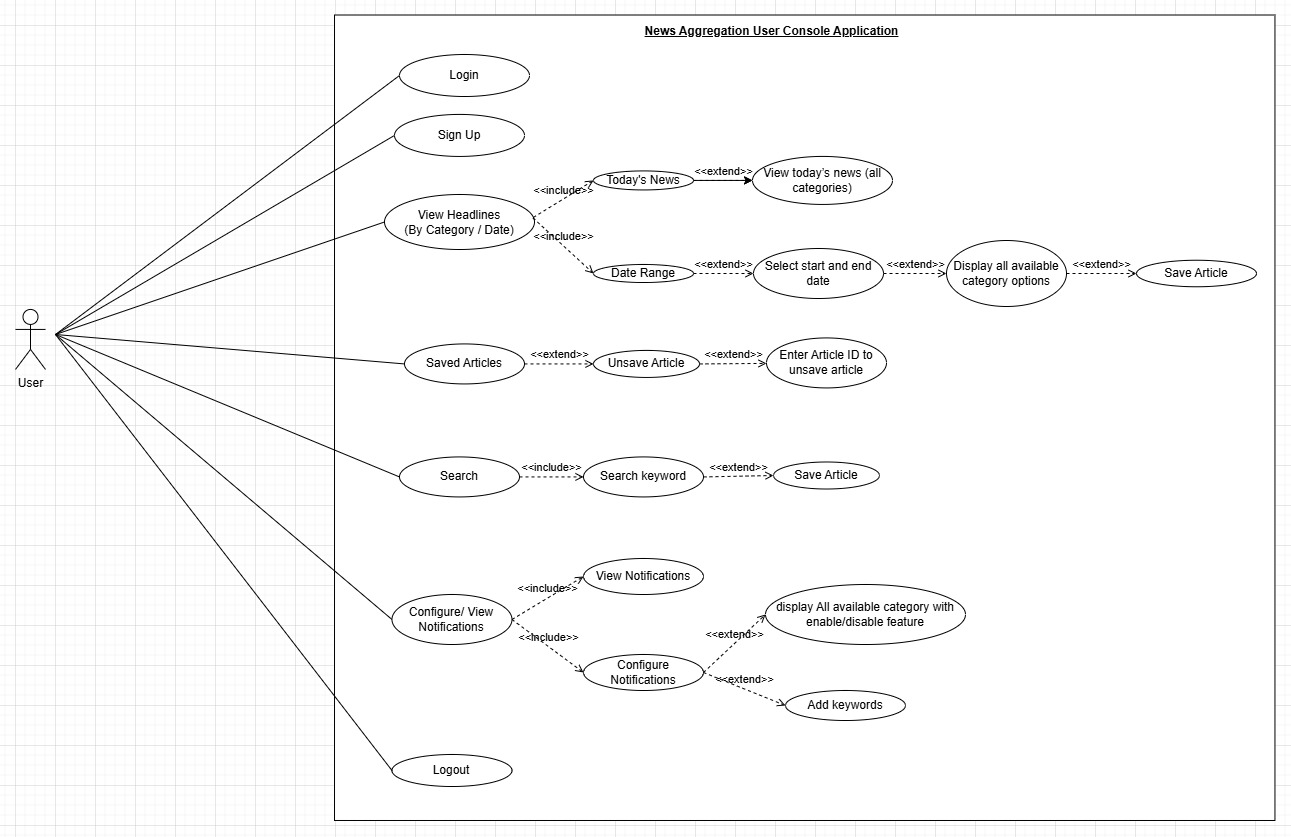 News Aggregation User Console Application
Login
Sign Up
View Headlines
(By Category / Date)
<<include>>
<<include>>
Today's News
<<extend>>
View today's news (all
categories)
Date Range
<<extend>>
Select start and end
date
<<extend>>
Display all available
category options
<<extend>>
Save Article
User
Saved Articles
<<extend>>
Unsave Article
<<extend>>
Enter Article ID to
unsave article
Search
<<include>>
Search keyword
<<extend>>
Save Article
Configure/ View
Notifications
<<include>>
<<include>>
View Notifications
Configure
Notifications
<<extend>>
<<extend>>
display All available category with
enable/disable feature
Add keywords
Logout